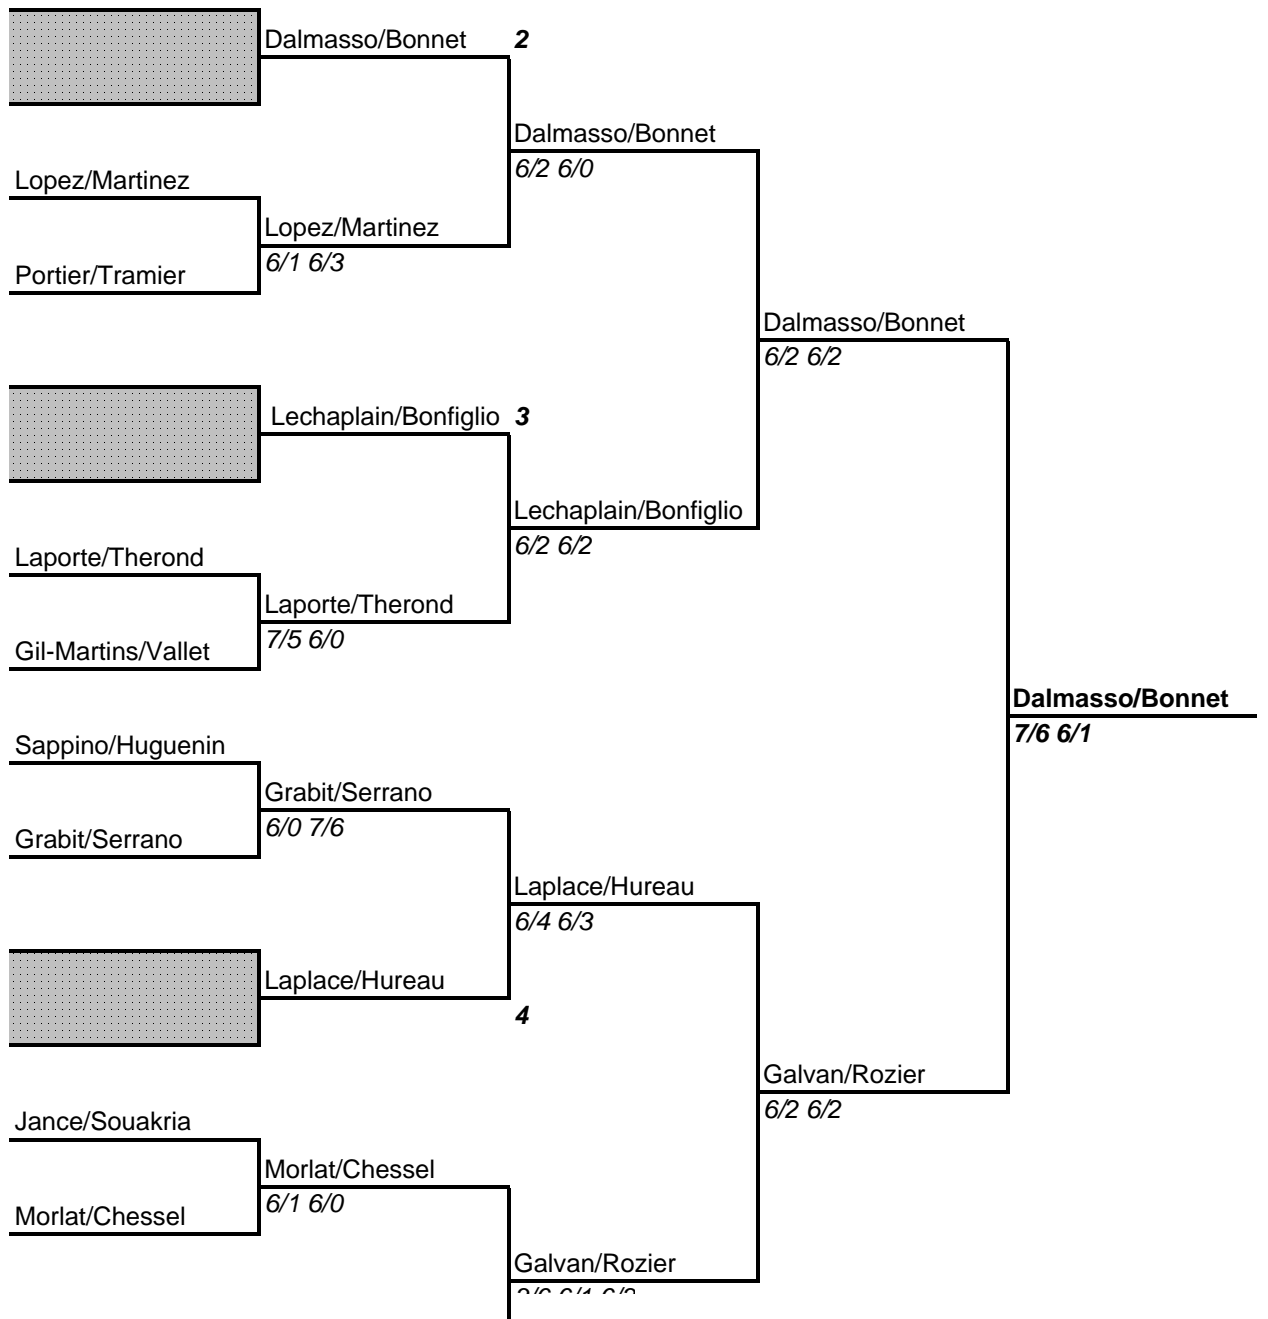 Dalmasso/Bonnet 2
Dalmasso/Bonnet
6/2 6/0
Lopez/Martinez
Lopez/Martinez
6/1 6/3
Portier/Tramier
Dalmasso/Bonnet
6/2 6/2
Lechaplain/Bonfiglio 3
Lechaplain/Bonfiglio
6/2 6/2
Laporte/Therond
Laporte/Therond
7/5 6/0
Gil-Martins/Vallet
Dalmasso/Bonnet
7/6 6/1
Sappino/Huguenin
Grabit/Serrano
6/0 7/6
Grabit/Serrano
Laplace/Hureau
6/4 6/3
Laplace/Hureau
4
Galvan/Rozier
6/2 6/2
Jance/Souakria
Morlat/Chessel
6/1 6/0
Morlat/Chessel
Galvan/Rozier